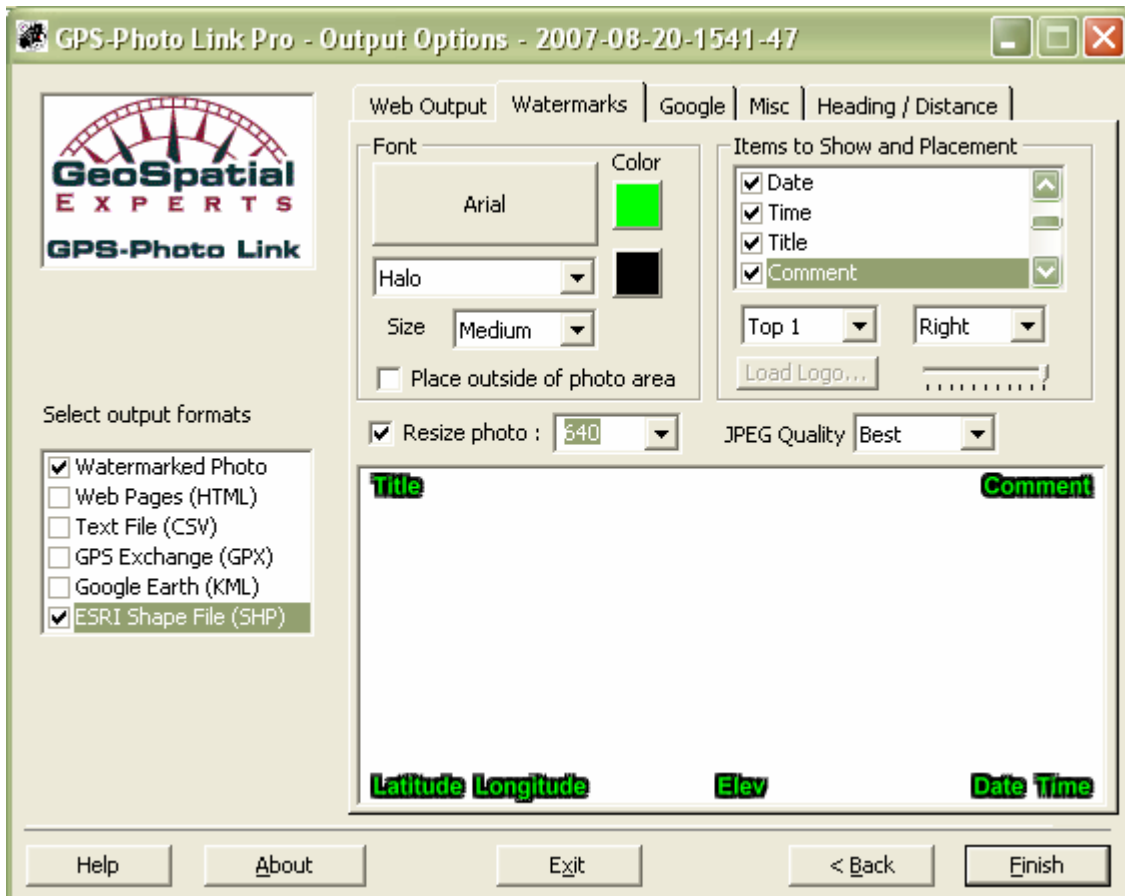 GPS-Photo Link Pro - Output Options - 2007-08-20-1541-47
GeoSpatial
EXPERTS
GPS-Photo Link
Web Output
Watermarks
Google
Misc
Heading / Distance
Font
Color
Arial
Halo
Size
Medium
Place outside of photo area
Items to Show and Placement
Date
Time
Title
Comment
Top 1
Right
Load Logo...
Select output formats
Watermarked Photo
Web Pages (HTML)
Text File (CSV)
GPS Exchange (GPX)
Google Earth (KML)
ESRI Shape File (SHP)
Resize photo :
640
JPEG Quality
Best
Title
Comment
Latitude Longitude
Elev
Date Time
Help
About
Exit
< Back
Finish